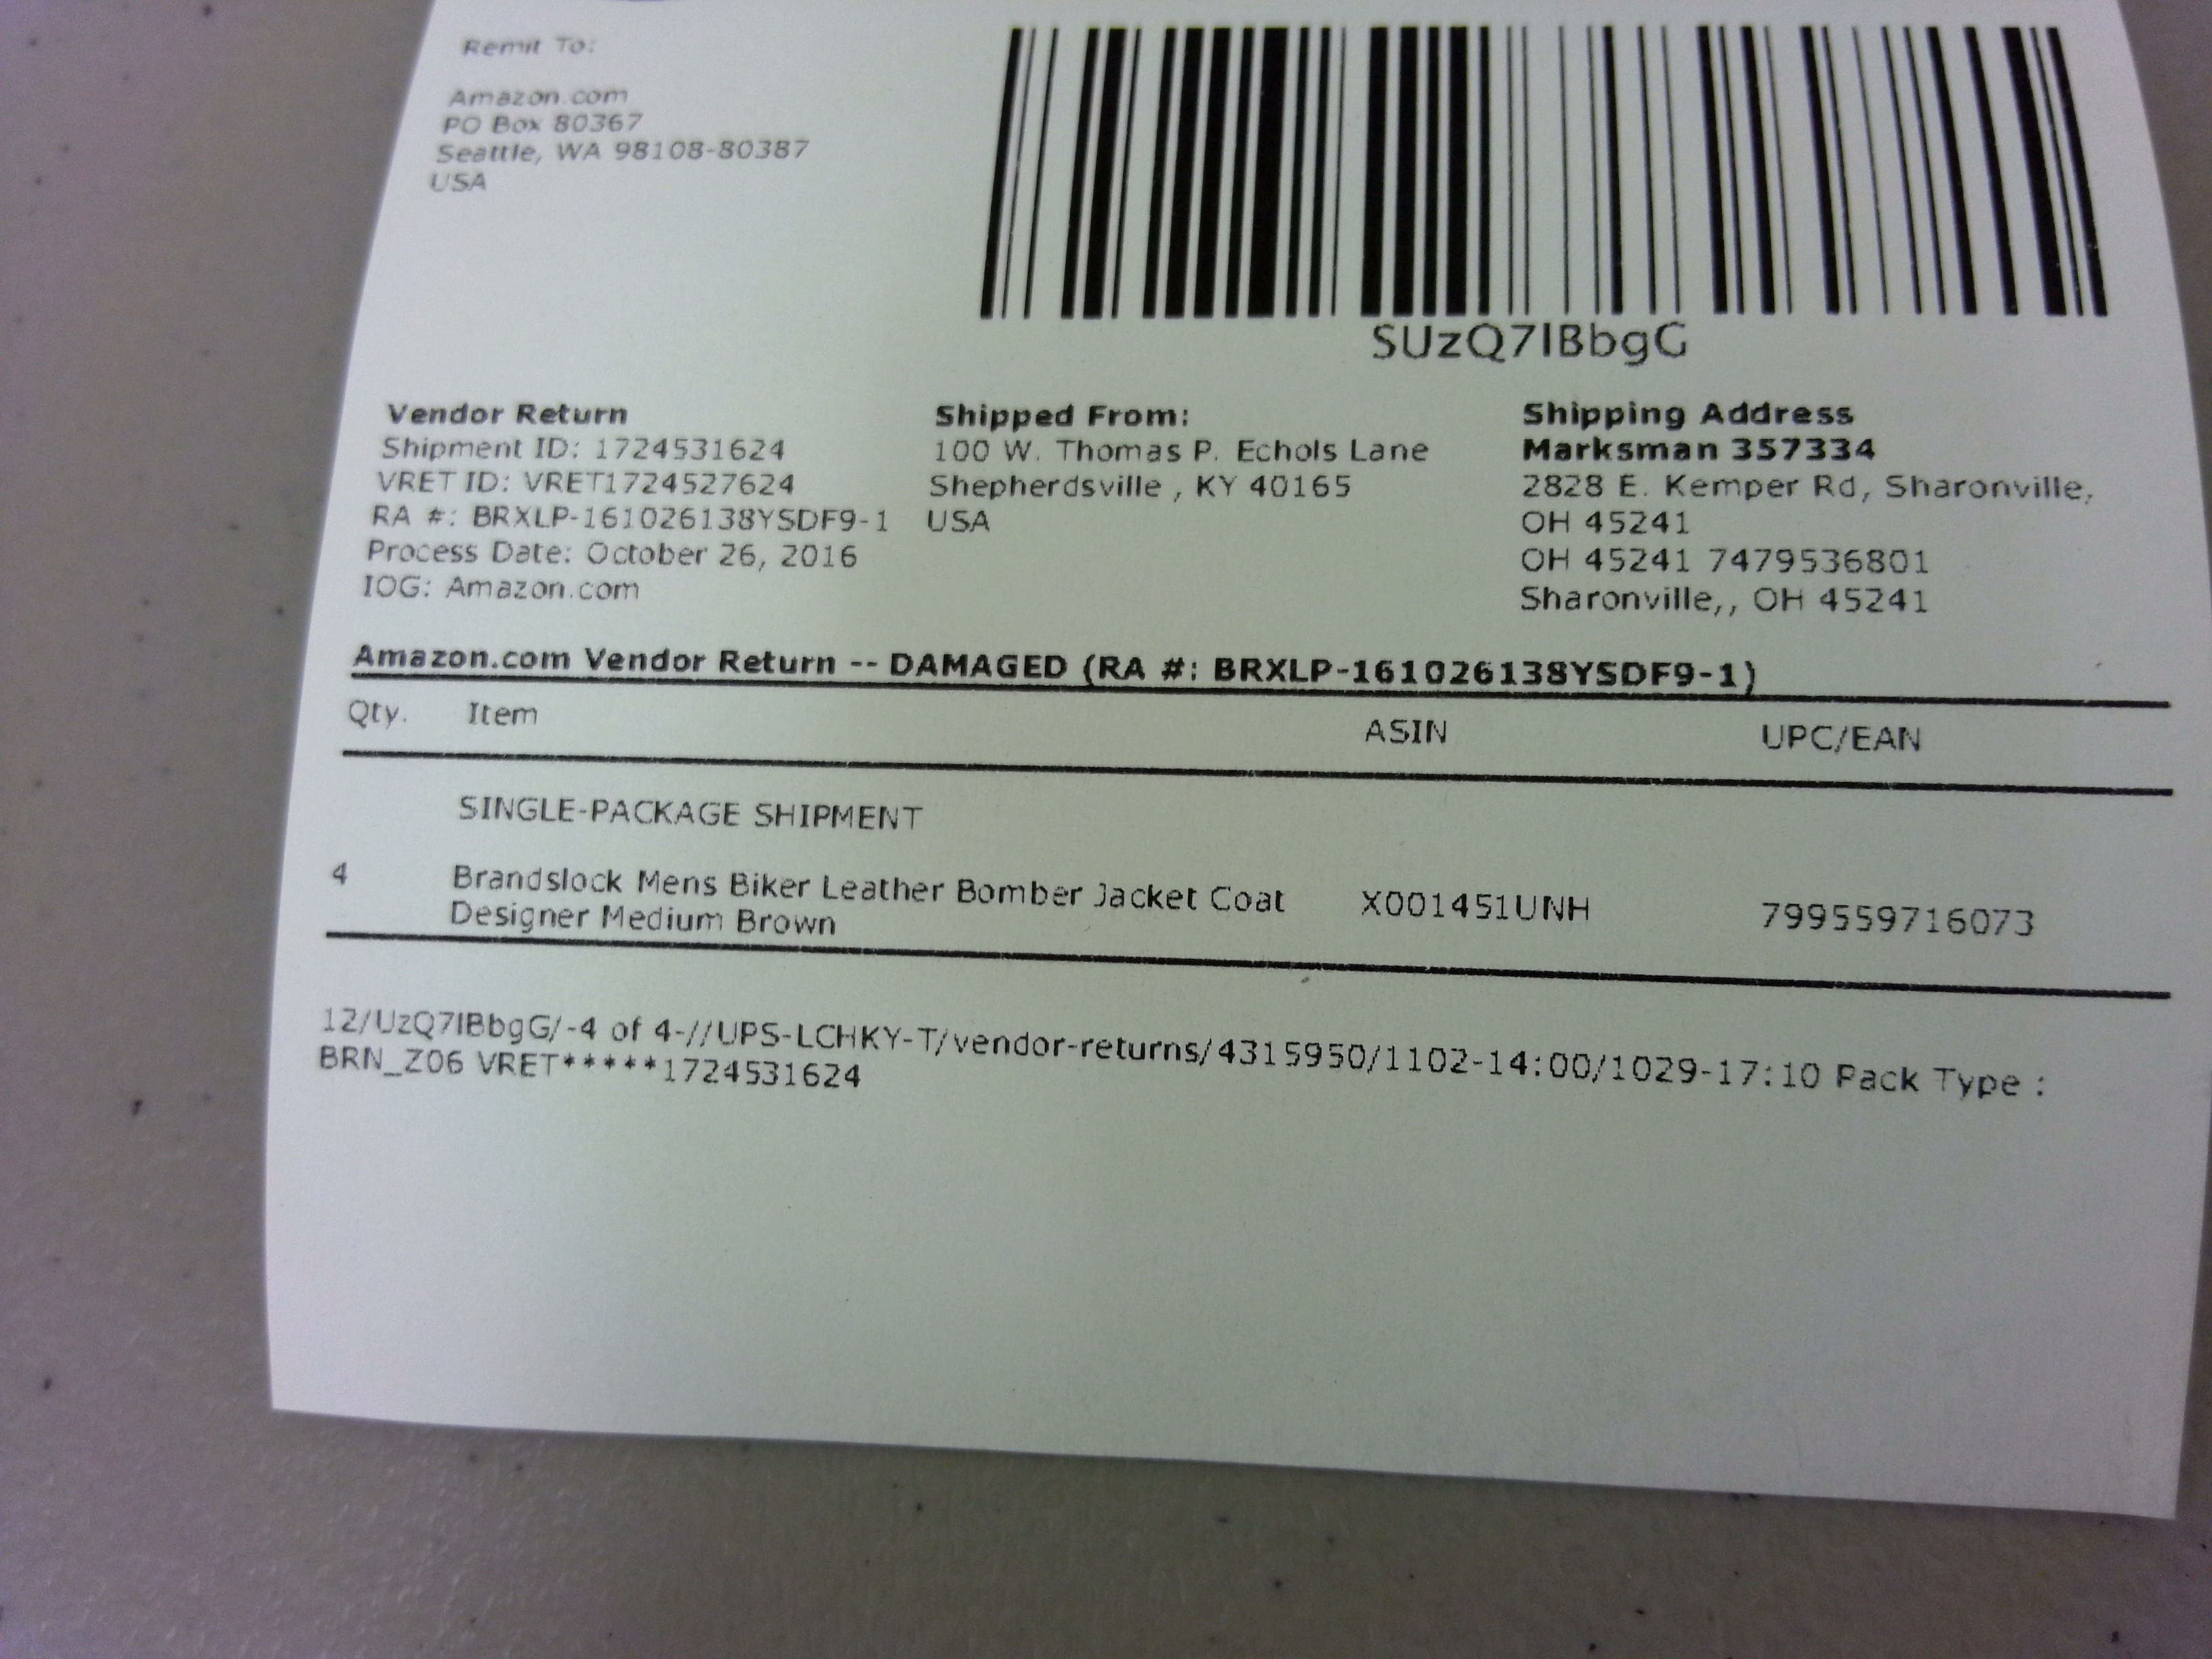 Remit To:
Amazon.com
PO Box 80367
Seattle, WA 98108-80387
USA
SUzQ7IBbgG
Vendor Return
Shipment ID: 1724531624
VRET ID: VRET1724527624
RA #: BRXLP-161026138YSDF9-1
Process Date: October 26, 2016
IOG: Amazon.com
Shipped From:
100 W. Thomas P. Echols Lane
Shepherdsville , KY 40165
USA
Shipping Address
Marksman 357334
2828 E. Kemper Rd, Sharonville,
OH 45241
OH 45241 7479536801
Sharonville,, OH 45241
Amazon.com Vendor Return -- DAMAGED (RA #: BRXLP-161026138YSDF9-1)
Qty. Item ASIN UPC/EAN
SINGLE-PACKAGE SHIPMENT
4 Brandslock Mens Biker Leather Bomber Jacket Coat X001451UNH 799559716073
Designer Medium Brown
12/UzQ7IBbgG/-4 of 4-//UPS-LCHKY-T/vendor-returns/4315950/1102-14:00/1029-17:10 Pack Type :
BRN_Z06 VRET*****1724531624